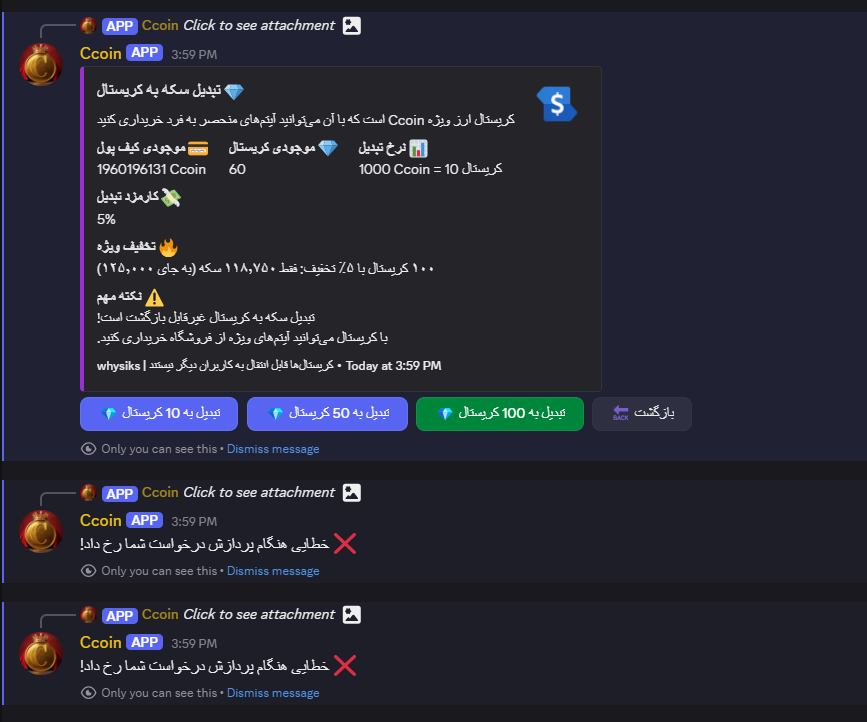 APP Ccoin Click to see attachment
Ccoin APP 3:59 PM
💎 تبدیل سکه به کریستال
کریستال ارز ویژه Ccoin است که با آن می‌توانید آیتم‌های منحصر به فرد خریداری کنید
💳 موجودی کیف پول
1960196131 Ccoin
💎 موجودی کریستال
60
📊 نرخ تبدیل
1000 Ccoin = 10 کریستال
💸 کارمزد تبدیل
5%
🔥 تخفیف ویژه
۱۰۰ کریستال با ۵٪ تخفیف: فقط ۱۱۸,۷۵۰ سکه (به جای ۱۲۵,۰۰۰)
⚠️ نکته مهم
تبدیل سکه به کریستال غیرقابل بازگشت است!
با کریستال می‌توانید آیتم‌های ویژه از فروشگاه خریداری کنید.
whysiks | کریستال‌ها قابل انتقال به کاربران دیگر نیستند • Today at 3:59 PM
💎 تبدیل به 10 کریستال
💎 تبدیل به 50 کریستال
💎 تبدیل به 100 کریستال
🔙 بازگشت
Only you can see this • Dismiss message
APP Ccoin Click to see attachment
Ccoin APP 3:59 PM
❌ خطایی هنگام پردازش درخواست شما رخ داد!
Only you can see this • Dismiss message
APP Ccoin Click to see attachment
Ccoin APP 3:59 PM
❌ خطایی هنگام پردازش درخواست شما رخ داد!
Only you can see this • Dismiss message